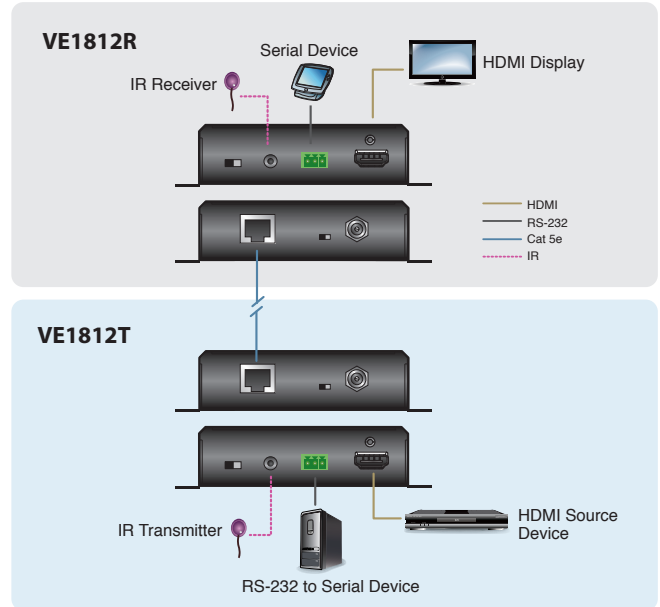 VE1812R
Serial Device
IR Receiver
HDMI Display
HDMI
RS-232
Cat 5e
IR
VE1812T
IR Transmitter
HDMI Source
Device
RS-232 to Serial Device